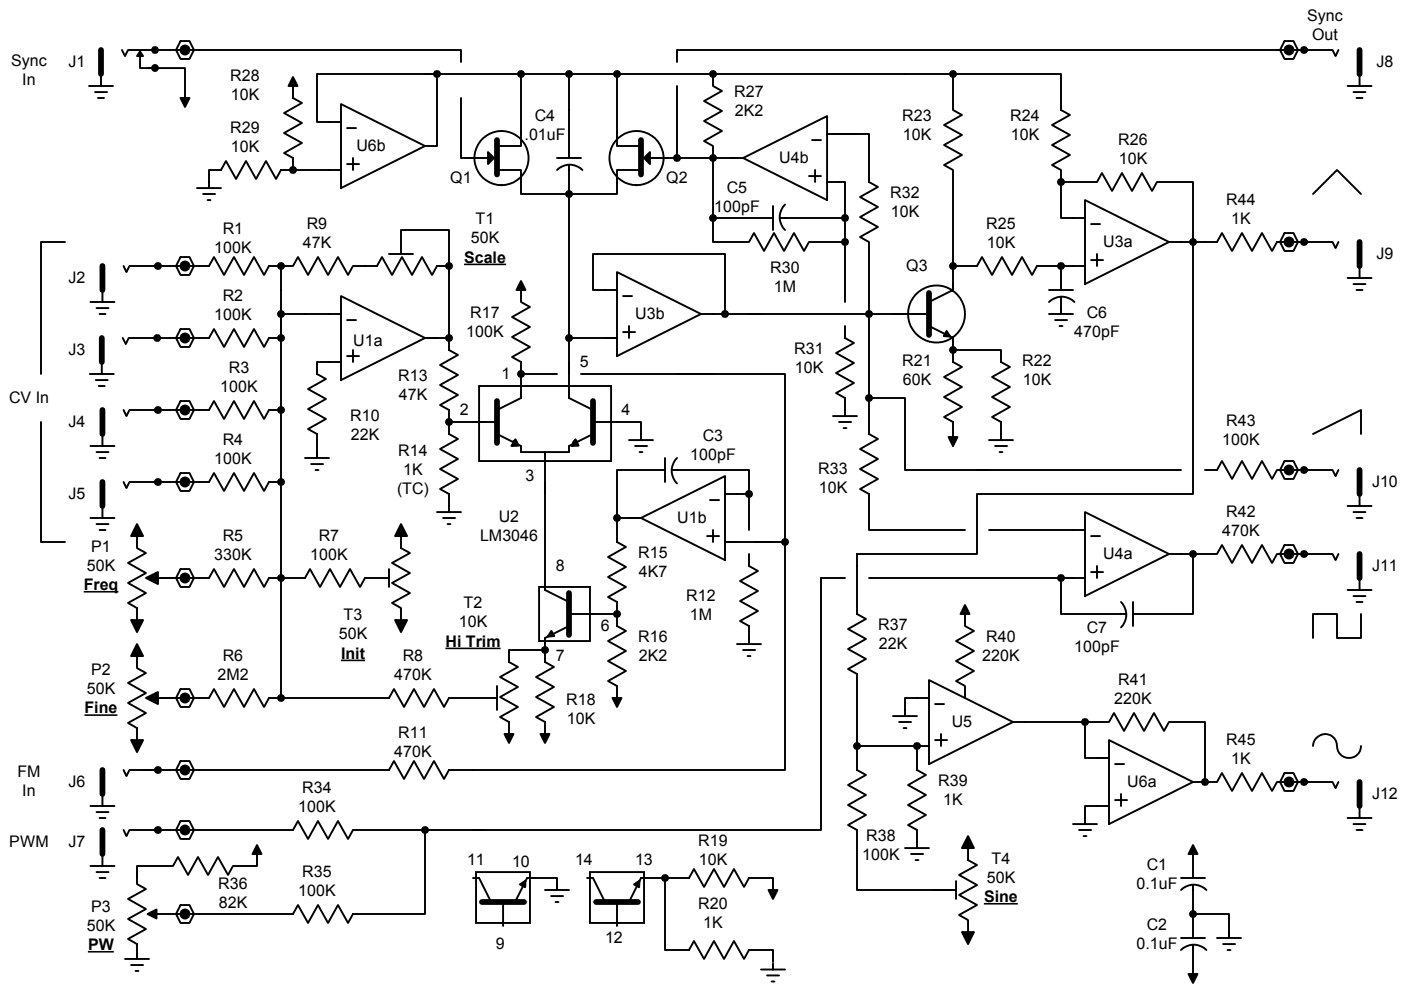 Sync
Out
Sync
In
J1
J8
R28
10K
R29
10K
U6b
C4
.01uF
Q1
Q2
R27
2K2
U4b
C5
100pF
R30
1M
R32
10K
R23
10K
R24
10K
R26
10K
R25
10K
U3a
R44
1K
J9
C6
470pF
Q3
R1
100K
R9
47K
T1
50K
Scale
J2
R2
100K
J3
R3
100K
J4
R4
100K
J5
CV In
U1a
R10
22K
R13
47K
R14
1K
(TC)
R17
100K
U3b
1
5
2
4
3
U2
LM3046
R31
10K
R21
60K
R22
10K
R33
10K
R43
100K
J10
C3
100pF
U1b
R15
4K7
R12
1M
R16
2K2
8
6
7
P1
50K
Freq
R5
330K
R7
100K
T3
50K
Init
T2
10K
Hi Trim
P2
50K
Fine
R6
2M2
R8
470K
R18
10K
R42
470K
U4a
J11
C7
100pF
R37
22K
R40
220K
U5
R41
220K
U6a
R45
1K
J12
R39
1K
R38
100K
T4
50K
Sine
FM
In
J6
R11
470K
PWM
J7
R34
100K
R36
82K
R35
100K
P3
50K
PW
11
10
9
14
13
12
R19
10K
R20
1K
C1
0.1uF
C2
0.1uF